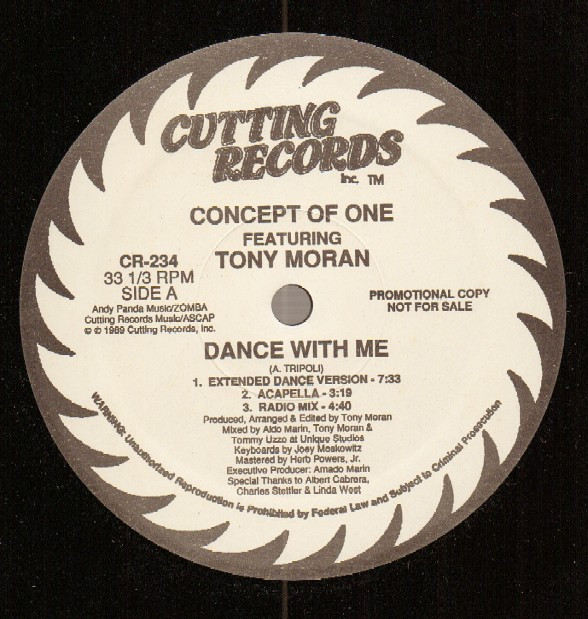 CUTTING
RECORDS
Inc. TM
CONCEPT OF ONE
FEATURING
TONY MORAN
CR-234
33 1/3 RPM
SIDE A
Andy Panda Music/ZOMBA
Cutting Records Music/ASCAP
© ℗ 1989 Cutting Records, Inc.
PROMOTIONAL COPY
NOT FOR SALE
DANCE WITH ME
(A. TRIPOLI)
1. EXTENDED DANCE VERSION - 7:33
2. ACAPELLA - 3:19
3. RADIO MIX - 4:40
Produced, Arranged & Edited by Tony Moran
Mixed by Aldo Marin, Tony Moran &
Tommy Uzzo at Unique Studios
Keyboards by Joey Moskowitz
Mastered by Herb Powers, Jr.
Executive Producer: Amado Marin
Special Thanks to Albert Cabrera,
Charles Stettler & Linda West
WARNING: Unauthorized Reproduction is Prohibited by Federal Law and Subject to Criminal Prosecution